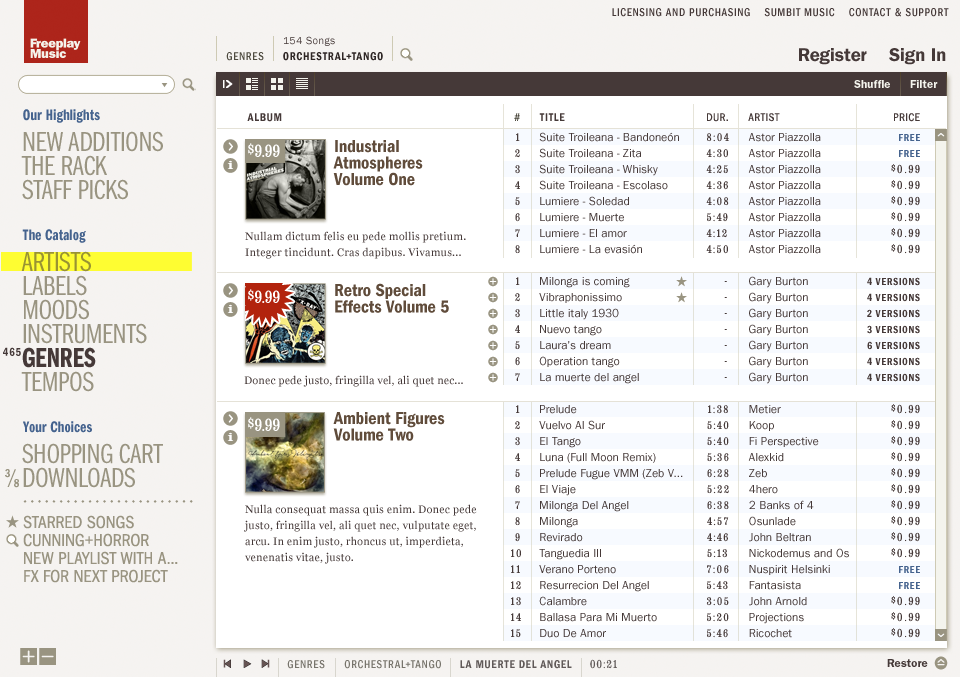 LICENSING AND PURCHASING SUMBIT MUSIC CONTACT & SUPPORT
Freeplay
Music
154 Songs
GENRES ORCHESTRAL+TANGO
Register Sign In
Shuffle Filter
Our Highlights
NEW ADDITIONS
THE RACK
STAFF PICKS
The Catalog
ARTISTS
LABELS
MOODS
INSTRUMENTS
465 GENRES
TEMPOS
Your Choices
SHOPPING CART
3/8 DOWNLOADS
STARRED SONGS
CUNNING+HORROR
NEW PLAYLIST WITH A...
FX FOR NEXT PROJECT
ALBUM # TITLE DUR. ARTIST PRICE
$9.99
INDUSTRIAL
ATMOSPHERES
Industrial
Atmospheres
Volume One
Nullam dictum felis eu pede mollis pretium.
Integer tincidunt. Cras dapibus. Vivamus...
1 Suite Troileana - Bandoneón 8:04 Astor Piazzolla FREE
2 Suite Troileana - Zita 4:30 Astor Piazzolla FREE
3 Suite Troileana - Whisky 4:25 Astor Piazzolla $0.99
4 Suite Troileana - Escolaso 4:36 Astor Piazzolla $0.99
5 Lumiere - Soledad 4:08 Astor Piazzolla $0.99
6 Lumiere - Muerte 5:49 Astor Piazzolla $0.99
7 Lumiere - El amor 4:12 Astor Piazzolla $0.99
8 Lumiere - La evasión 4:50 Astor Piazzolla $0.99
$9.99
Retro Special
Effects Volume 5
Donec pede justo, fringilla vel, ali quet nec...
1 Milonga is coming - Gary Burton 4 VERSIONS
2 Vibraphonissimo - Gary Burton 4 VERSIONS
3 Little italy 1930 - Gary Burton 2 VERSIONS
4 Nuevo tango - Gary Burton 3 VERSIONS
5 Laura's dream - Gary Burton 6 VERSIONS
6 Operation tango - Gary Burton 4 VERSIONS
7 La muerte del angel - Gary Burton 4 VERSIONS
$9.99
Ambient Figures
Volume Two
Nulla consequat massa quis enim. Donec pede
justo, fringilla vel, ali quet nec, vulputate eget,
arcu. In enim justo, rhoncus ut, imperdieta,
venenatis vitae, justo.
1 Prelude 1:38 Metier $0.99
2 Vuelvo Al Sur 5:40 Koop $0.99
3 El Tango 5:40 Fi Perspective $0.99
4 Luna (Full Moon Remix) 5:36 Alexkid $0.99
5 Prelude Fugue VMM (Zeb V... 6:28 Zeb $0.99
6 El Viaje 5:22 4hero $0.99
7 Milonga Del Angel 6:38 2 Banks of 4 $0.99
8 Milonga 4:57 Osunlade $0.99
9 Revirado 4:46 John Beltran $0.99
10 Tanguedia III 5:13 Nickodemus and Os $0.99
11 Verano Porteno 7:06 Nuspirit Helsinki FREE
12 Resurrecion Del Angel 5:43 Fantasista FREE
13 Calambre 3:05 John Arnold $0.99
14 Ballasa Para Mi Muerto 5:20 Projections $0.99
15 Duo De Amor 5:46 Ricochet $0.99
GENRES ORCHESTRAL+TANGO LA MUERTE DEL ANGEL 00:21
Restore